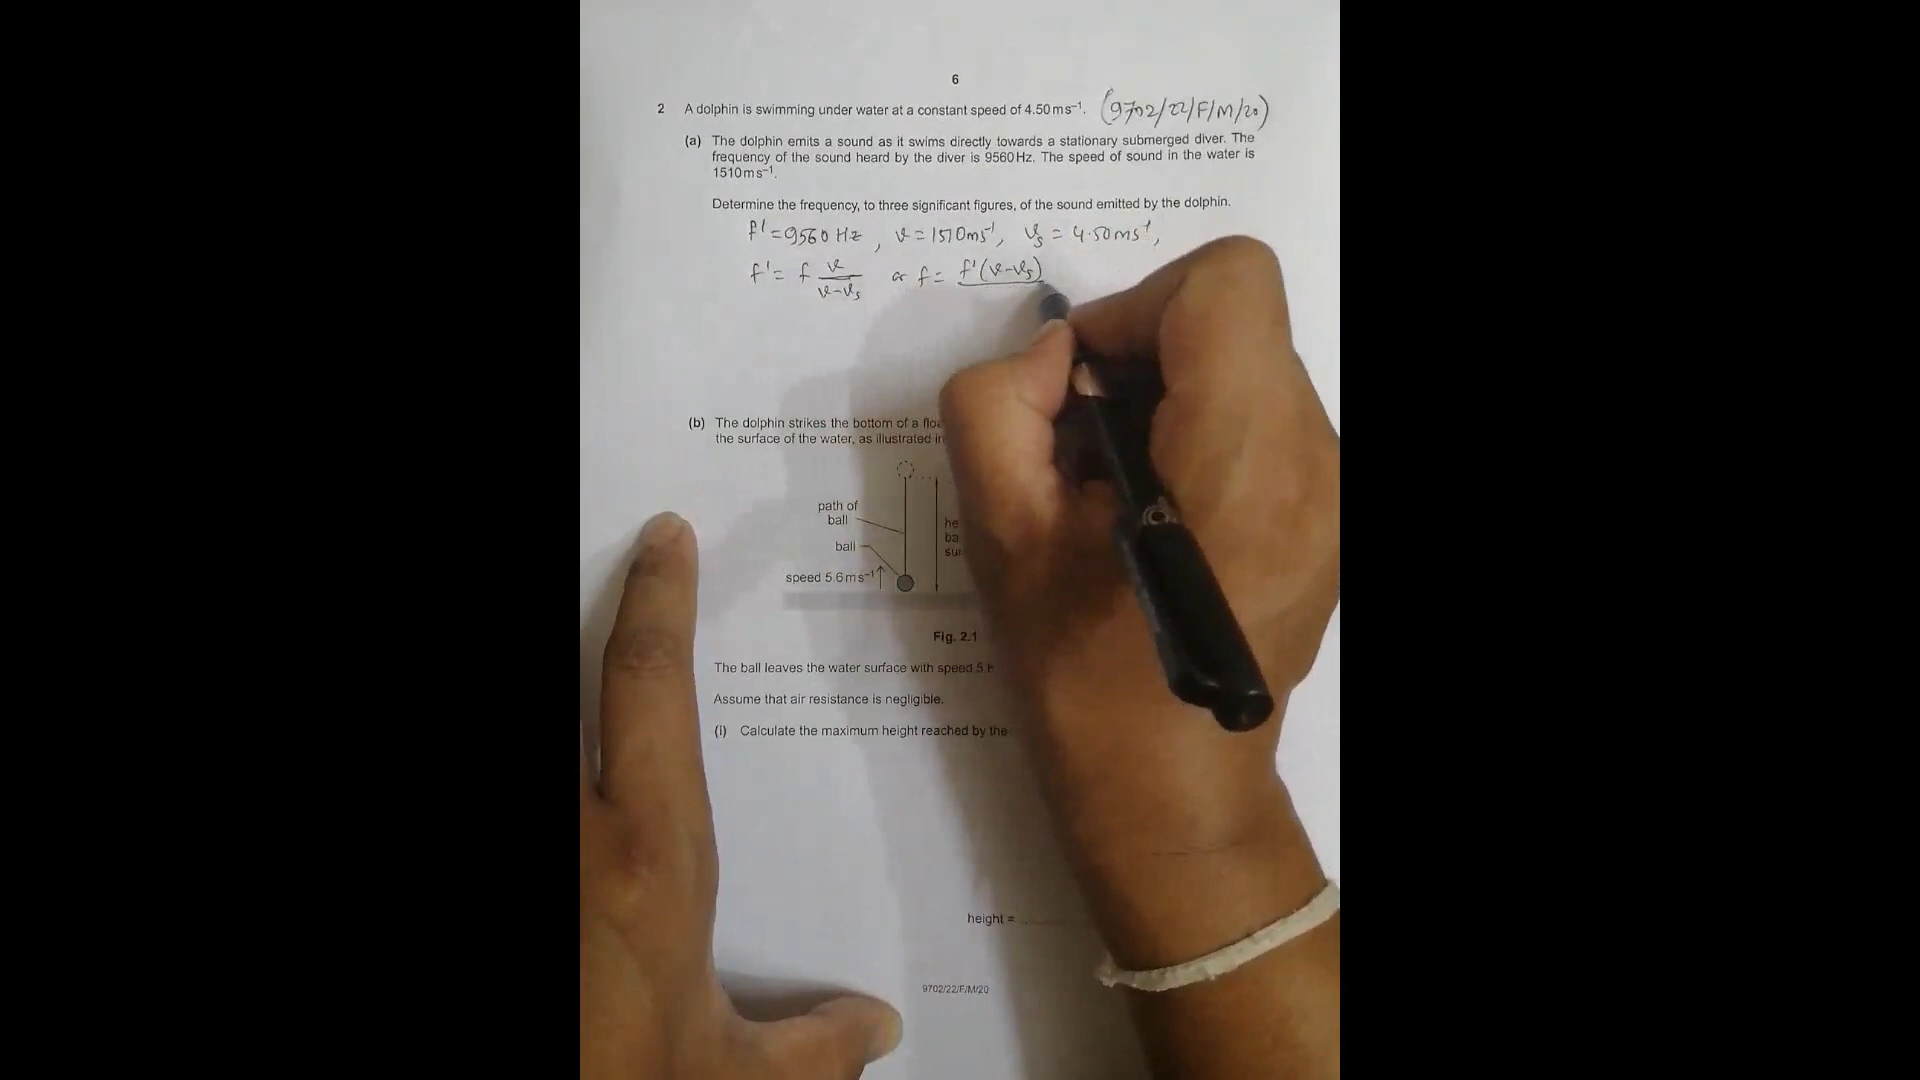 6
2 A dolphin is swimming under water at a constant speed of 4.50 m s⁻¹. (9702/22/F/M/20)
(a) The dolphin emits a sound as it swims directly towards a stationary submerged diver. The
frequency of the sound heard by the diver is 9560 Hz. The speed of sound in the water is
1510 m s⁻¹.
Determine the frequency, to three significant figures, of the sound emitted by the dolphin.
f' = 9560 Hz, v = 1510 ms⁻¹, vₛ = 4.50 ms⁻¹,
f' = f v/(v-vₛ) or f = f'(v-vₛ)
(b) The dolphin strikes the bottom of a
the surface of the water, as illustrated
path of
ball
ball
speed 5.6 m s⁻¹
Fig. 2.1
The ball leaves the water surface with speed 5
Assume that air resistance is negligible.
(i) Calculate the maximum height reached by the
height =
9702/22/F/M/20